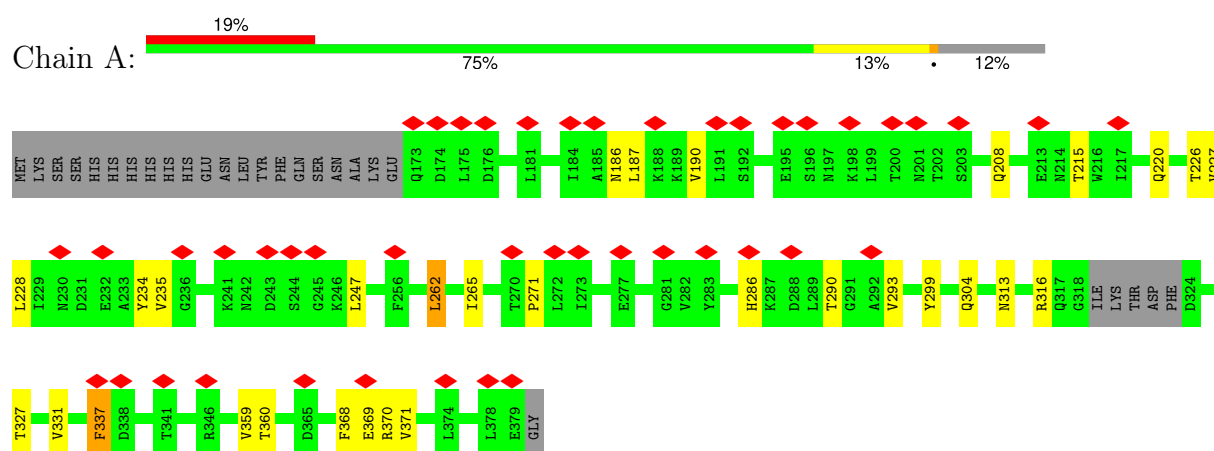 19%
Chain A:
75% 13% • 12%
MET LYS SER SER HIS HIS HIS HIS HIS HIS GLU ASN LEU TYR PHE GLN SER ASN ALA LYS GLU Q173 D174 L175 D176 L181 I184 A185 N186 L187 K188 K189 V190 L191 S192 E195 S196 N197 K198 L199 T200 N201 T202 S203 Q208 E213 N214 T215 W216 I217 Q220 T226 V227
L228 I229 N230 D231 E232 A233 Y234 V235 G236 K241 N242 D243 S244 G245 K246 L247 F256 L262 I265 T270 P271 L272 I273 E277 G281 V282 Y283 H286 K287 D288 L289 T290 G291 A292 V293 Y299 Q304 N313 R316 Q317 G318 ILE LYS THR ASP PHE D324
T327 V331 F337 D338 T341 R346 V359 T360 D365 F368 E369 R370 V371 L374 L378 E379 GLY